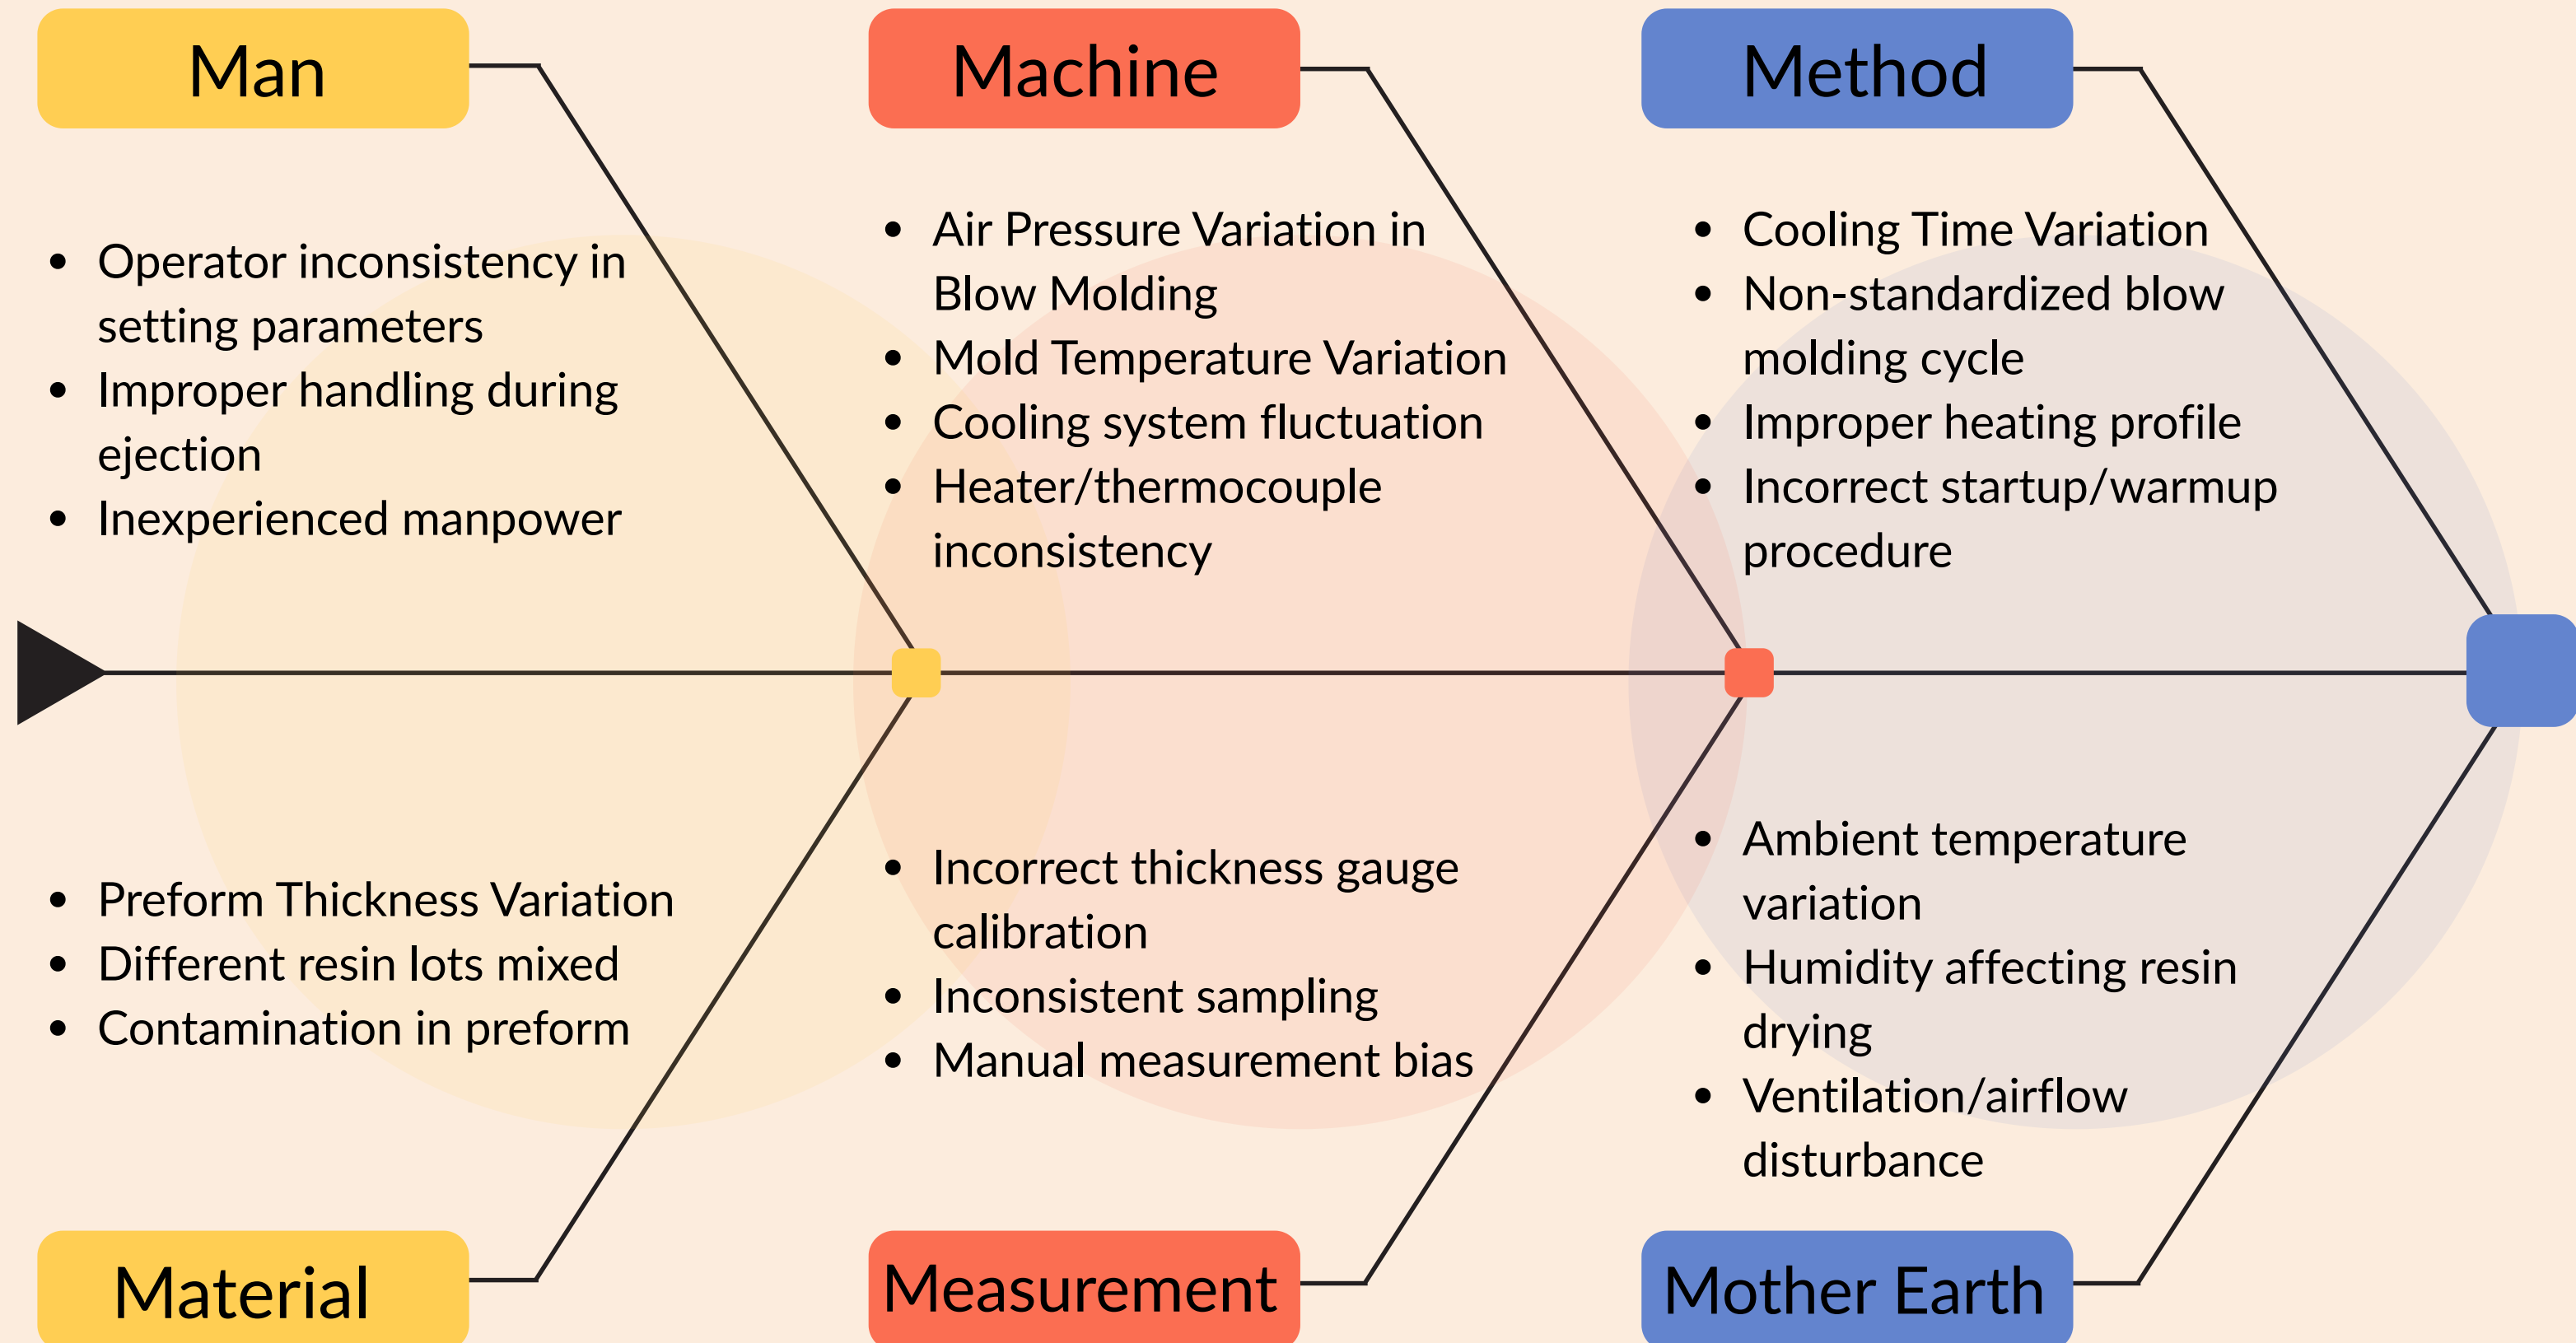 Man
Machine
Method
• Operator inconsistency in
setting parameters
• Improper handling during
ejection
• Inexperienced manpower
• Air Pressure Variation in
Blow Molding
• Mold Temperature Variation
• Cooling system fluctuation
• Heater/thermocouple
inconsistency
• Cooling Time Variation
• Non-standardized blow
molding cycle
• Improper heating profile
• Incorrect startup/warmup
procedure
• Preform Thickness Variation
• Different resin lots mixed
• Contamination in preform
• Incorrect thickness gauge
calibration
• Inconsistent sampling
• Manual measurement bias
• Ambient temperature
variation
• Humidity affecting resin
drying
• Ventilation/airflow
disturbance
Material
Measurement
Mother Earth